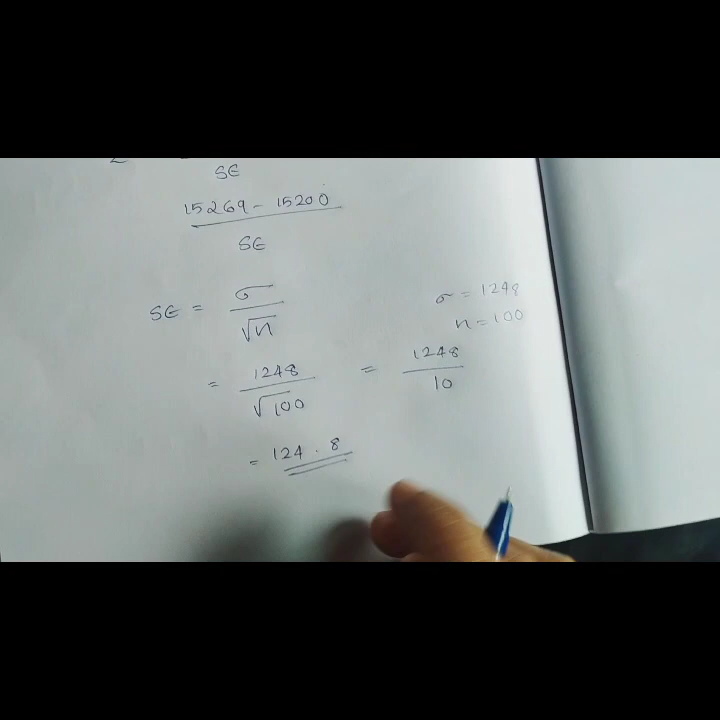 SE
15269 - 15200
SE
SE = σ / √n
σ = 1248
n = 100
= 1248 / √100 = 1248 / 10
= 124.8